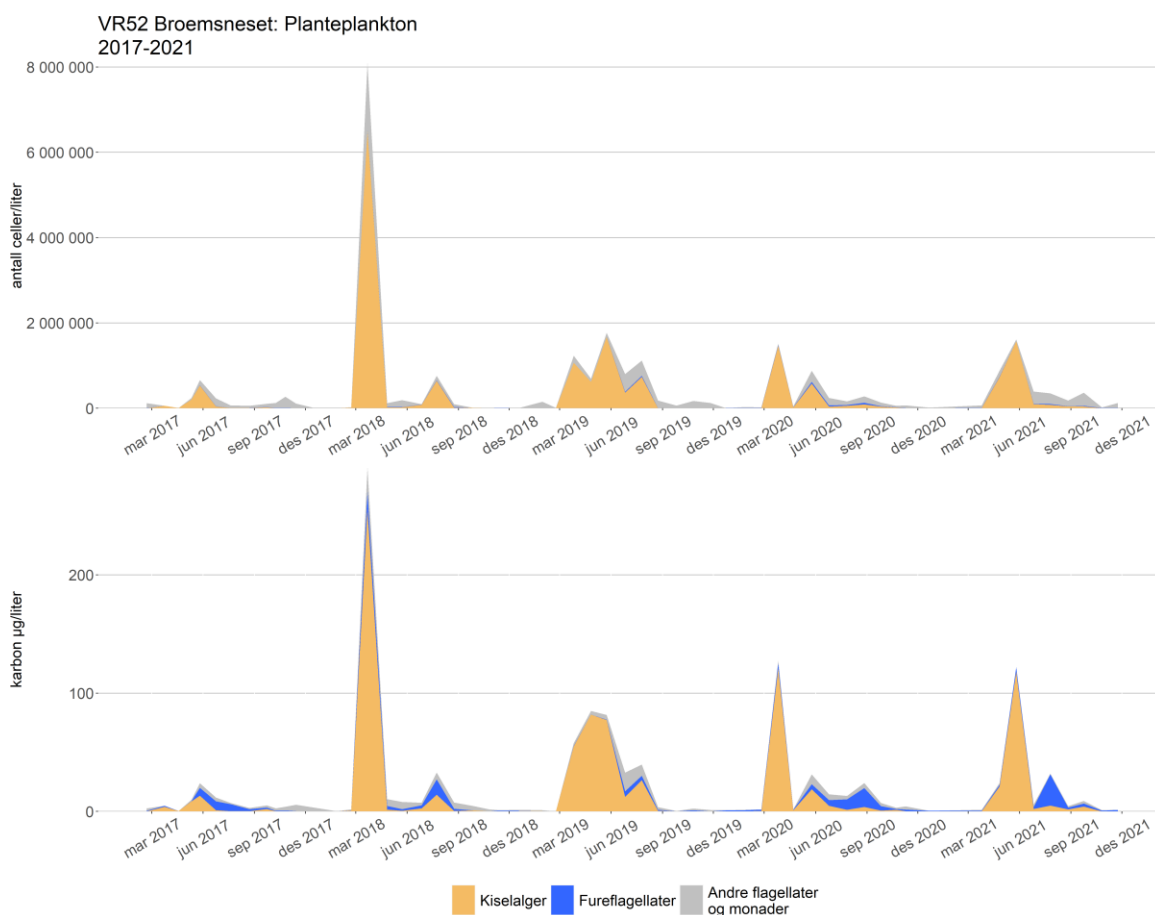 VR52 Broemsneset: Planteplankton
2017-2021
antall celler/liter
8 000 000
6 000 000
4 000 000
2 000 000
0
mar 2017
jun 2017
sep 2017
des 2017
mar 2018
jun 2018
sep 2018
des 2018
mar 2019
jun 2019
sep 2019
des 2019
mar 2020
jun 2020
sep 2020
des 2020
mar 2021
jun 2021
sep 2021
des 2021
karbon µg/liter
200
100
0
mar 2017
jun 2017
sep 2017
des 2017
mar 2018
jun 2018
sep 2018
des 2018
mar 2019
jun 2019
sep 2019
des 2019
mar 2020
jun 2020
sep 2020
des 2020
mar 2021
jun 2021
sep 2021
des 2021
Kiselalger
Fureflagellater
Andre flagellater
og monader